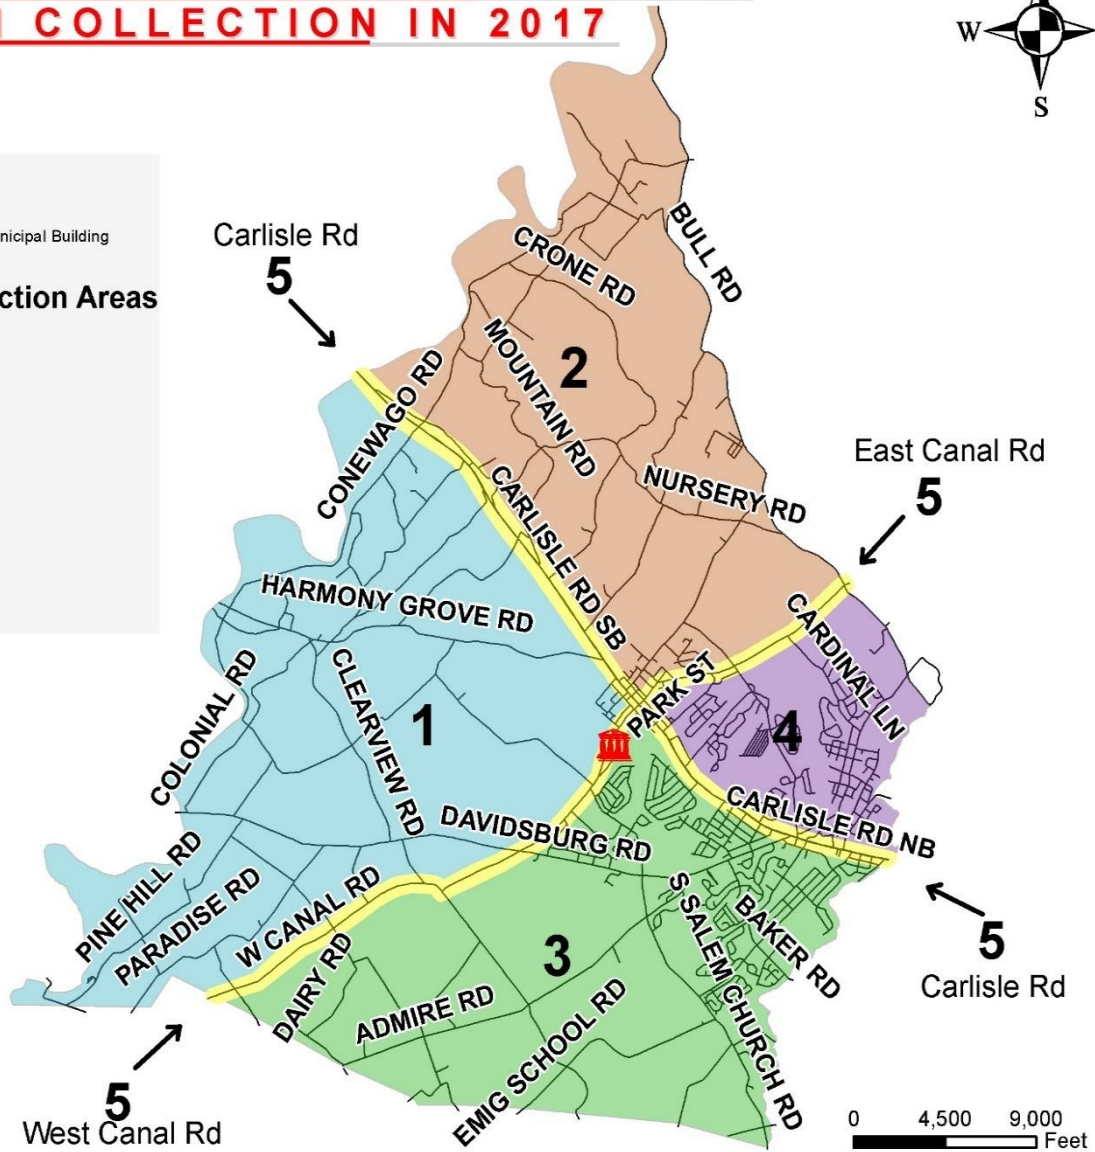 COLLECTION IN 2017
W
S
nicipal Building
ction Areas
Carlisle Rd
5
BULL RD
CRONE RD
MOUNTAIN RD
2
CONEWAGO RD
East Canal Rd
5
NURSERY RD
CARLISLE RD SB
HARMONY GROVE RD
CARDINAL LN
COLONIAL RD
CLEARVIEW RD
1
PARK ST
4
DAVIDSBURG RD
CARLISLE RD NB
PINE HILL RD
PARADISE RD
W CANAL RD
S SALEM CHURCH RD
BAKER RD
3
5
Carlisle Rd
DAIRY RD
ADMIRE RD
EMIG SCHOOL RD
5
West Canal Rd
0 4,500 9,000
Feet